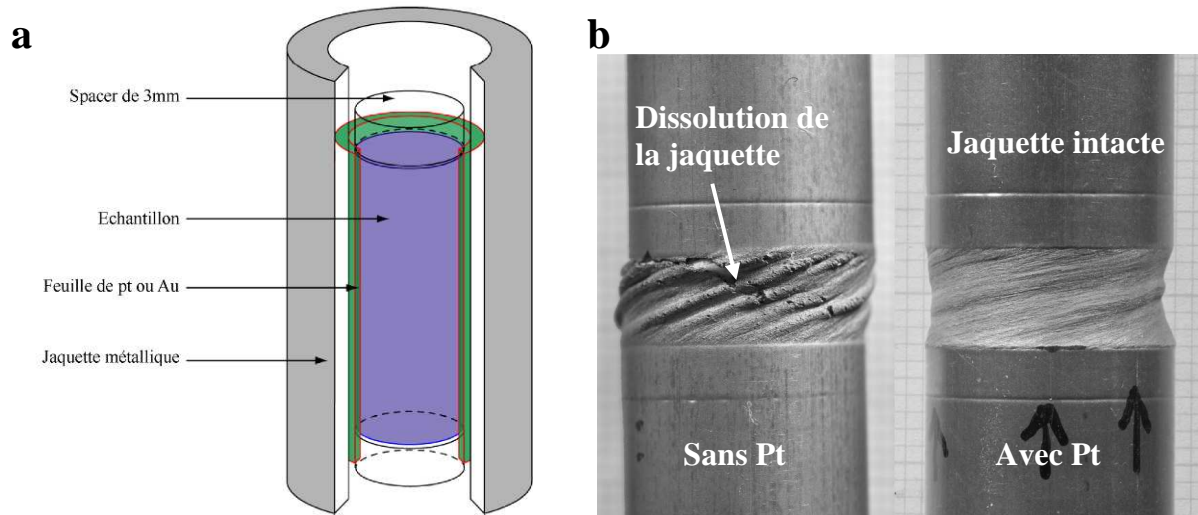 a
Spacer de 3mm
Echantillon
Feuille de pt ou Au
Jaquette métallique
b
Dissolution de
la jaquette
Jaquette intacte
Sans Pt
Avec Pt